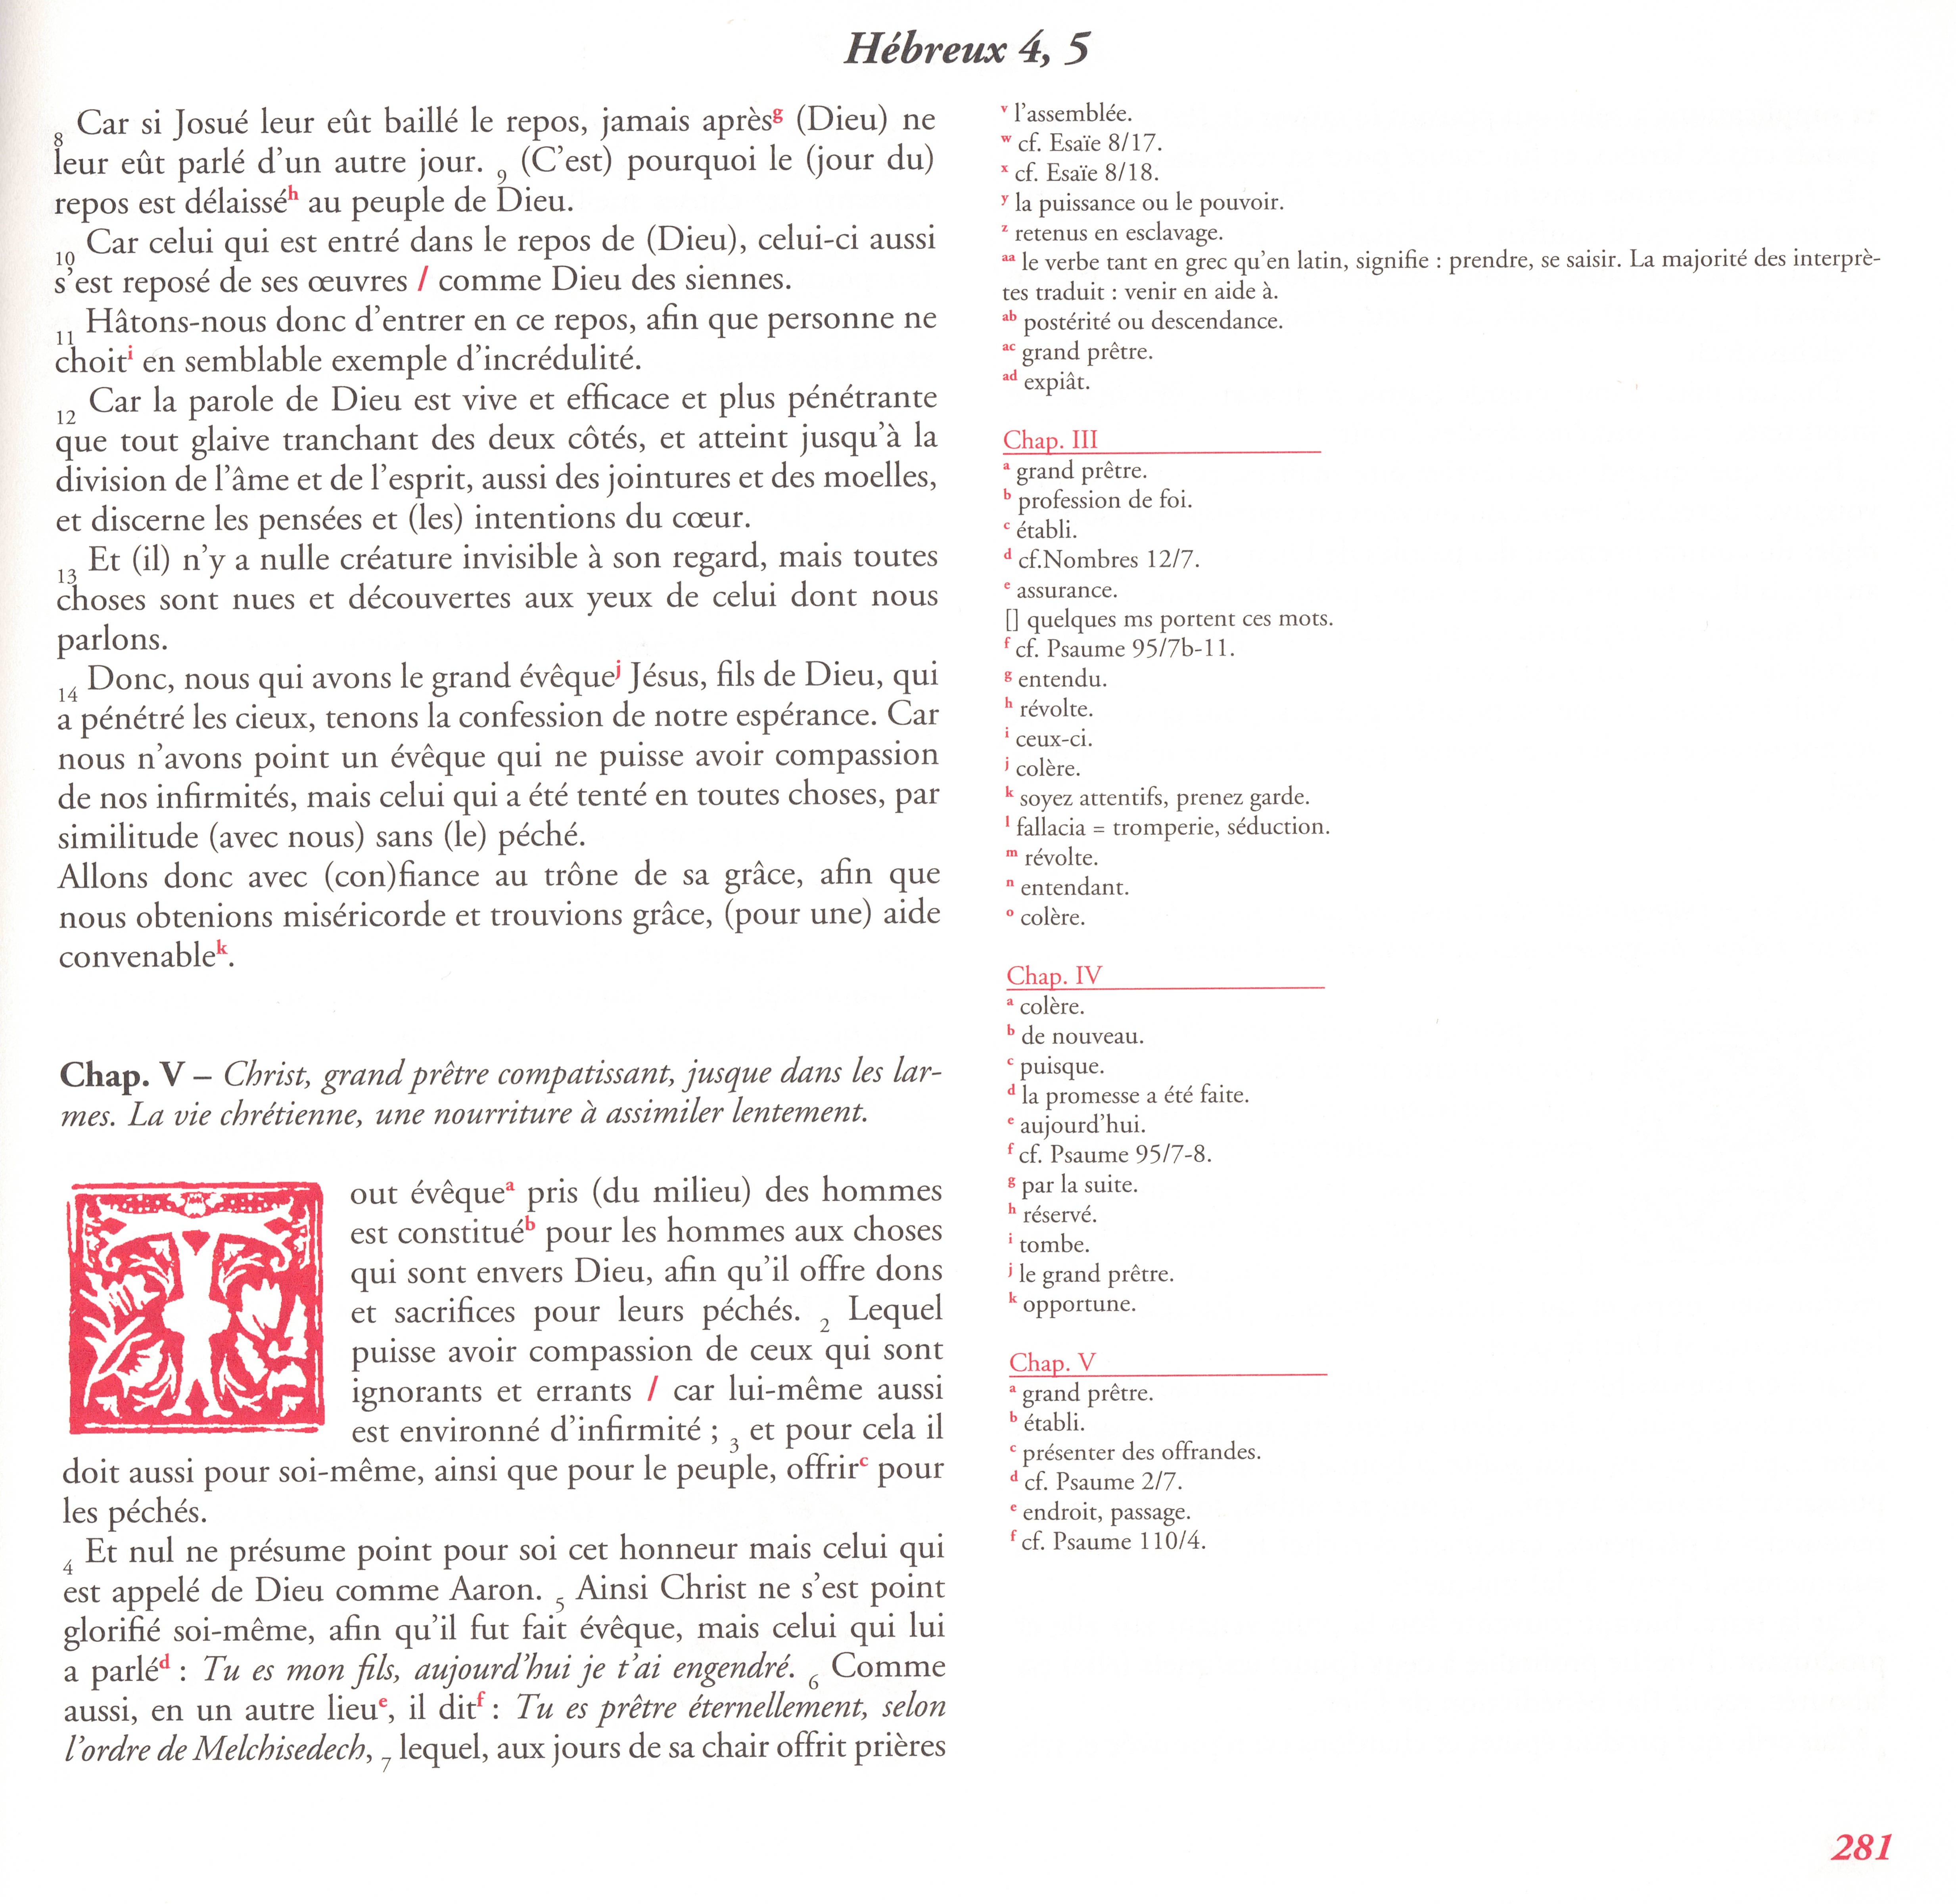 Hébreux 4, 5
8 Car si Josué leur eût baillé le repos, jamais aprèsg (Dieu) ne
leur eût parlé d'un autre jour. 9 (C'est) pourquoi le (jour du)
repos est délaisséh au peuple de Dieu.
10 Car celui qui est entré dans le repos de (Dieu), celui-ci aussi
s'est reposé de ses œuvres / comme Dieu des siennes.
11 Hâtons-nous donc d'entrer en ce repos, afin que personne ne
choiti en semblable exemple d'incrédulité.
12 Car la parole de Dieu est vive et efficace et plus pénétrante
que tout glaive tranchant des deux côtés, et atteint jusqu'à la
division de l'âme et de l'esprit, aussi des jointures et des moelles,
et discerne les pensées et (les) intentions du cœur.
13 Et (il) n'y a nulle créature invisible à son regard, mais toutes
choses sont nues et découvertes aux yeux de celui dont nous
parlons.
14 Donc, nous qui avons le grand évêquej Jésus, fils de Dieu, qui
a pénétré les cieux, tenons la confession de notre espérance. Car
nous n'avons point un évêque qui ne puisse avoir compassion
de nos infirmités, mais celui qui a été tenté en toutes choses, par
similitude (avec nous) sans (le) péché.
Allons donc avec (con)fiance au trône de sa grâce, afin que
nous obtenions miséricorde et trouvions grâce, (pour une) aide
convenablek.
Chap. V – Christ, grand prêtre compatissant, jusque dans les lar-
mes. La vie chrétienne, une nourriture à assimiler lentement.
T
out évêquea pris (du milieu) des hommes
est constituéb pour les hommes aux choses
qui sont envers Dieu, afin qu'il offre dons
et sacrifices pour leurs péchés. 2 Lequel
puisse avoir compassion de ceux qui sont
ignorants et errants / car lui-même aussi
est environné d'infirmité ; 3 et pour cela il
doit aussi pour soi-même, ainsi que pour le peuple, offrirc pour
les péchés.
4 Et nul ne présume point pour soi cet honneur mais celui qui
est appelé de Dieu comme Aaron. 5 Ainsi Christ ne s'est point
glorifié soi-même, afin qu'il fut fait évêque, mais celui qui lui
a parléd : Tu es mon fils, aujourd'hui je t'ai engendré. 6 Comme
aussi, en un autre lieue, il ditf : Tu es prêtre éternellement, selon
l'ordre de Melchisedech, 7 lequel, aux jours de sa chair offrit prières
v l'assemblée.
w cf. Esaïe 8/17.
x cf. Esaïe 8/18.
y la puissance ou le pouvoir.
z retenus en esclavage.
aa le verbe tant en grec qu'en latin, signifie : prendre, se saisir. La majorité des interprè-
tes traduit : venir en aide à.
ab postérité ou descendance.
ac grand prêtre.
ad expiât.
Chap. III
a grand prêtre.
b profession de foi.
c établi.
d cf.Nombres 12/7.
e assurance.
[] quelques ms portent ces mots.
f cf. Psaume 95/7b-11.
g entendu.
h révolte.
i ceux-ci.
j colère.
k soyez attentifs, prenez garde.
l fallacia = tromperie, séduction.
m révolte.
n entendant.
o colère.
Chap. IV
a colère.
b de nouveau.
c puisque.
d la promesse a été faite.
e aujourd'hui.
f cf. Psaume 95/7-8.
g par la suite.
h réservé.
i tombe.
j le grand prêtre.
k opportune.
Chap. V
a grand prêtre.
b établi.
c présenter des offrandes.
d cf. Psaume 2/7.
e endroit, passage.
f cf. Psaume 110/4.
281